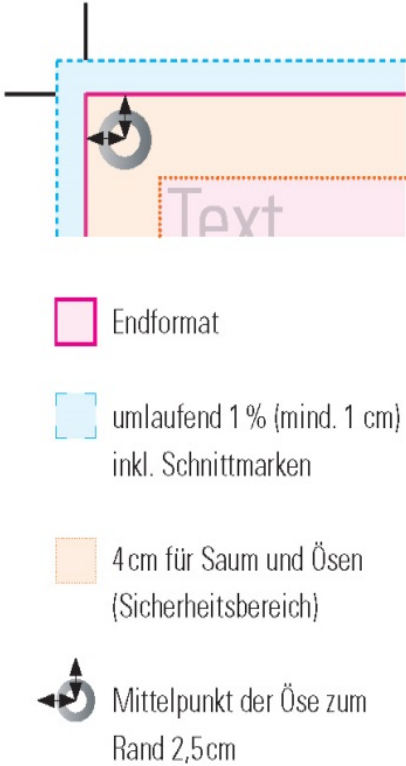 Text
Endformat
umlaufend 1 % (mind. 1 cm)
inkl. Schnittmarken
4 cm für Saum und Ösen
(Sicherheitsbereich)
Mittelpunkt der Öse zum
Rand 2,5 cm